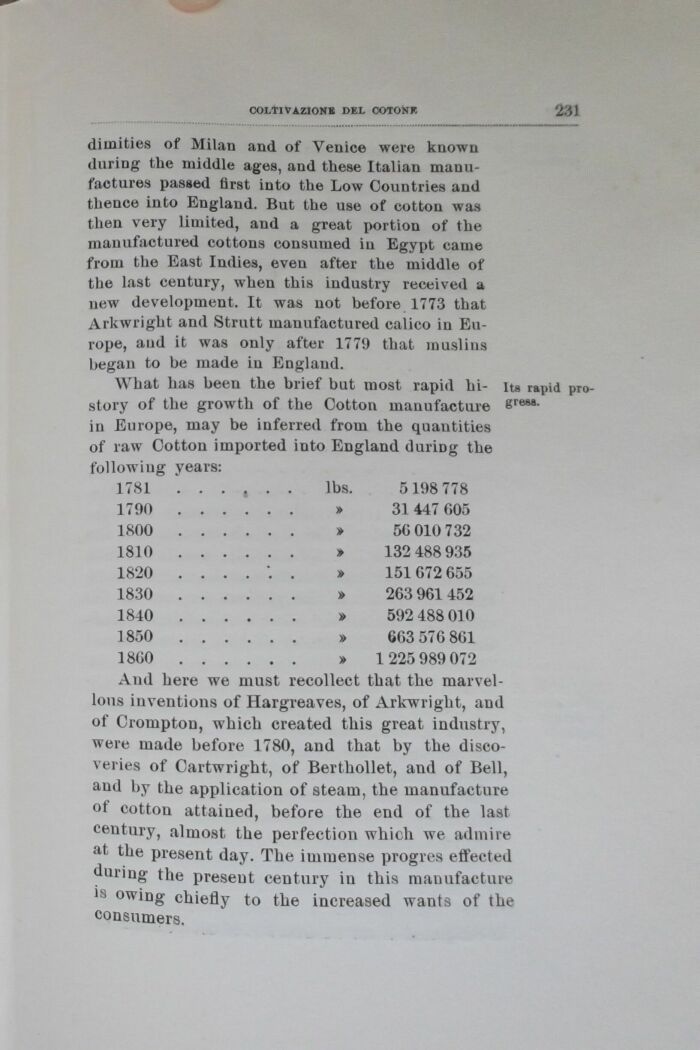 COLTIVAZIONE DEL COTONE 231
dimities of Milan and of Venice were known
during the middle ages, and these Italian manu-
factures passed first into the Low Countries and
thence into England. But the use of cotton was
then very limited, and a great portion of the
manufactured cottons consumed in Egypt came
from the East Indies, even after the middle of
the last century, when this industry received a
new development. It was not before 1773 that
Arkwright and Strutt manufactured calico in Eu-
rope, and it was only after 1779 that muslins
began to be made in England.
What has been the brief but most rapid hi-
story of the growth of the Cotton manufacture
in Europe, may be inferred from the quantities
of raw Cotton imported into England during the
following years:
Its rapid pro-
gress.
1781 . . . . . . lbs. 5 198 778
1790 . . . . . . » 31 447 605
1800 . . . . . . » 56 010 732
1810 . . . . . . » 132 488 935
1820 . . . . . . » 151 672 655
1830 . . . . . . » 263 961 452
1840 . . . . . . » 592 488 010
1850 . . . . . . » 663 576 861
1860 . . . . . . » 1 225 989 072
And here we must recollect that the marvel-
lous inventions of Hargreaves, of Arkwright, and
of Crompton, which created this great industry,
were made before 1780, and that by the disco-
veries of Cartwright, of Berthollet, and of Bell,
and by the application of steam, the manufacture
of cotton attained, before the end of the last
century, almost the perfection which we admire
at the present day. The immense progres effected
during the present century in this manufacture
is owing chiefly to the increased wants of the
consumers.